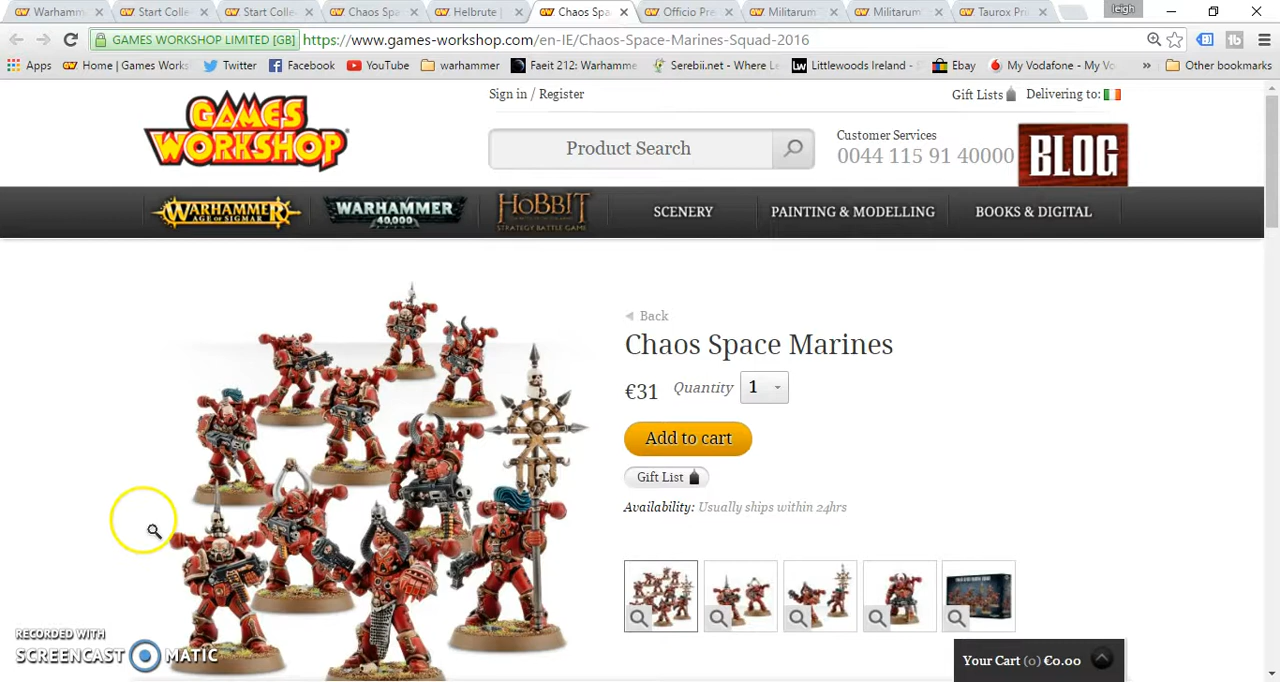 Warhamm
Start Colle
Start Colle
Chaos Spa
Helbrute
Chaos Spa
Officio Pre
Militarum
Militarum
Taurox Pri
leigh
GAMES WORKSHOP LIMITED [GB]
https://www.games-workshop.com/en-IE/Chaos-Space-Marines-Squad-2016
Apps
Home | Games Works
Twitter
Facebook
YouTube
warhammer
Faeit 212: Warhamme
Serebii.net - Where Le
Littlewoods Ireland -
Ebay
My Vodafone - My Vo
»
Other bookmarks
GAMES WORKSHOP
Sign in / Register
Gift Lists
Delivering to:
Product Search
Customer Services
0044 115 91 40000
BLOG
WARHAMMER
AGE OF SIGMAR
WARHAMMER
40,000
THE HOBBIT
STRATEGY BATTLE GAME
SCENERY
PAINTING & MODELLING
BOOKS & DIGITAL
Back
Chaos Space Marines
€31
Quantity
1
Add to cart
Gift List
Availability: Usually ships within 24hrs
Your Cart (0) €0.00
RECORDED WITH
SCREENCAST MATIC